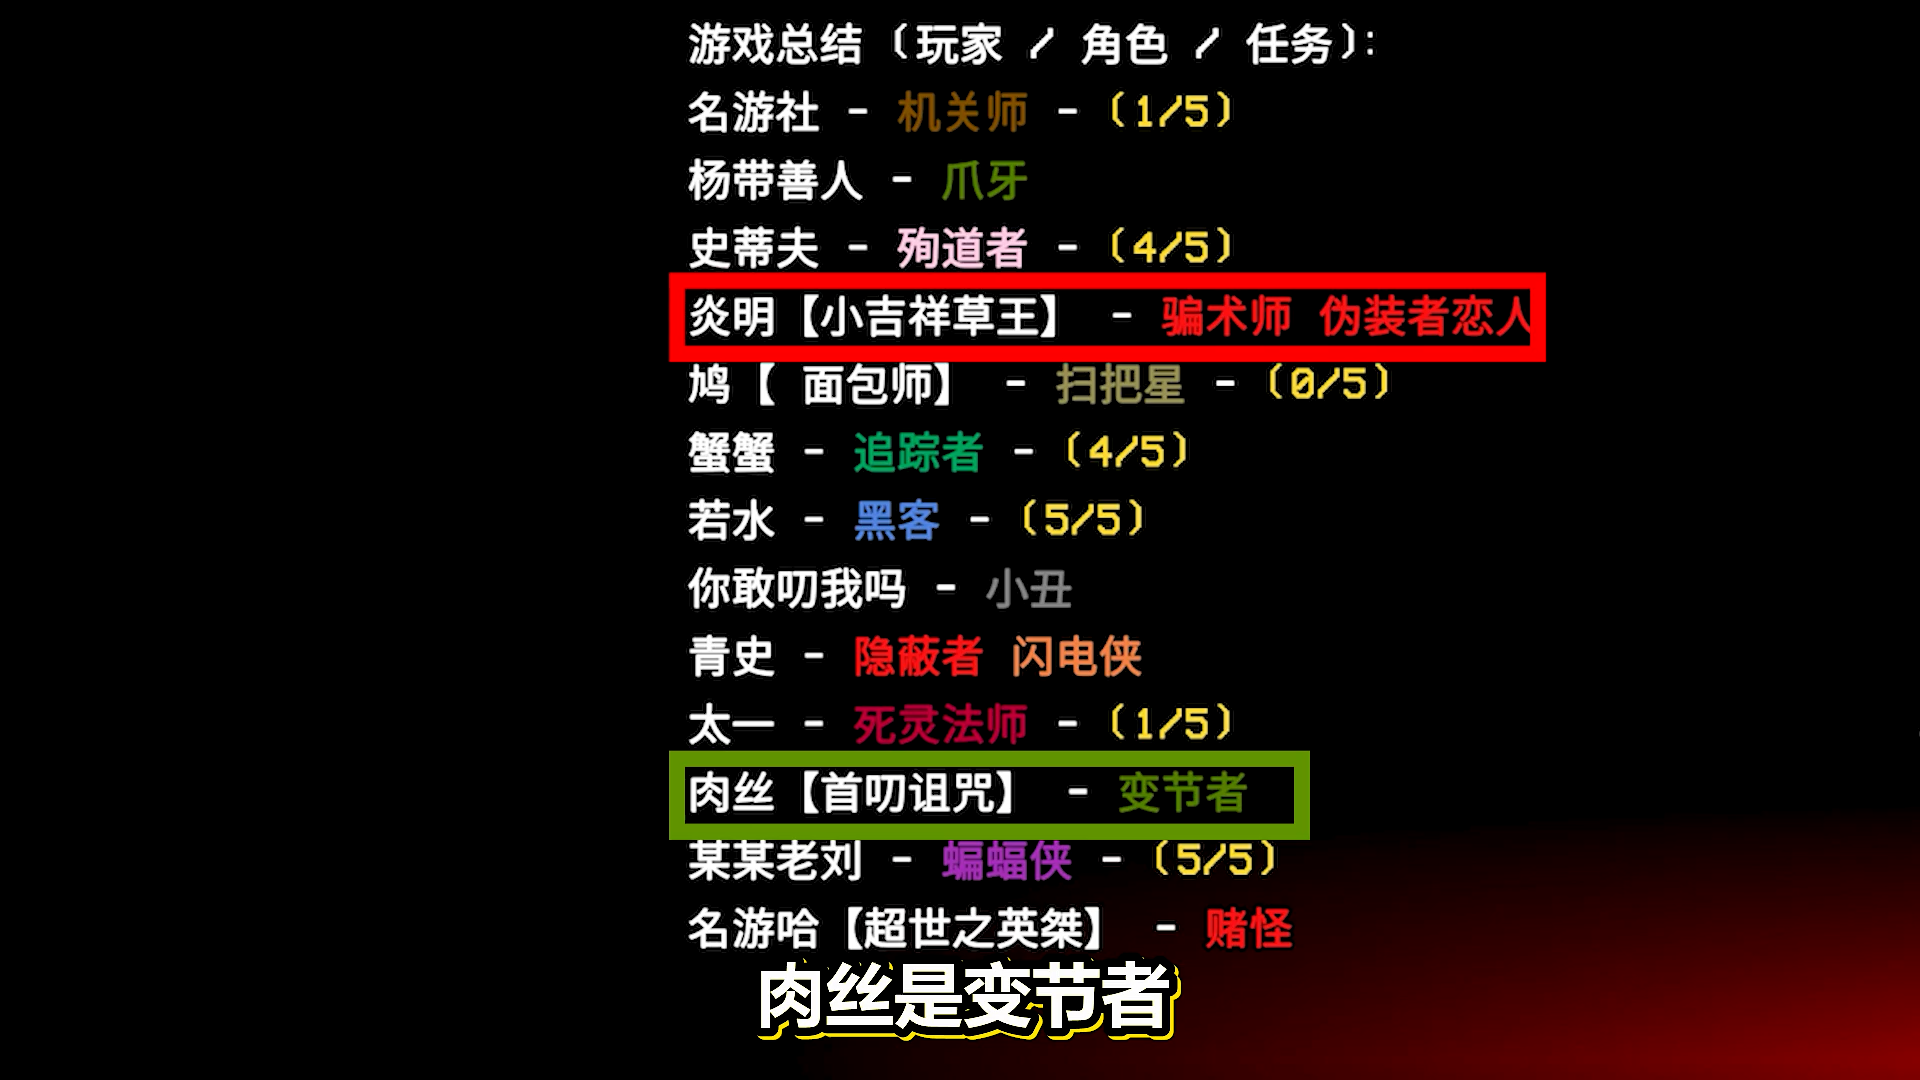 游戏总结（玩家 / 角色 / 任务）:
名游社 - 机关师 - （1/5）
杨带善人 - 爪牙
史蒂夫 - 殉道者 - （4/5）
炎明【小吉祥草王】 - 骗术师 伪装者恋人
鸠【 面包师】 - 扫把星 - （0/5）
蟹蟹 - 追踪者 - （4/5）
若水 - 黑客 - （5/5）
你敢叨我吗 - 小丑
青史 - 隐蔽者 闪电侠
太一 - 死灵法师 - （1/5）
肉丝【首叨诅咒】 - 变节者
某某老刘 - 蝙蝠侠 - （5/5）
名游哈【超世之英桀】 - 赌怪
肉丝是变节者